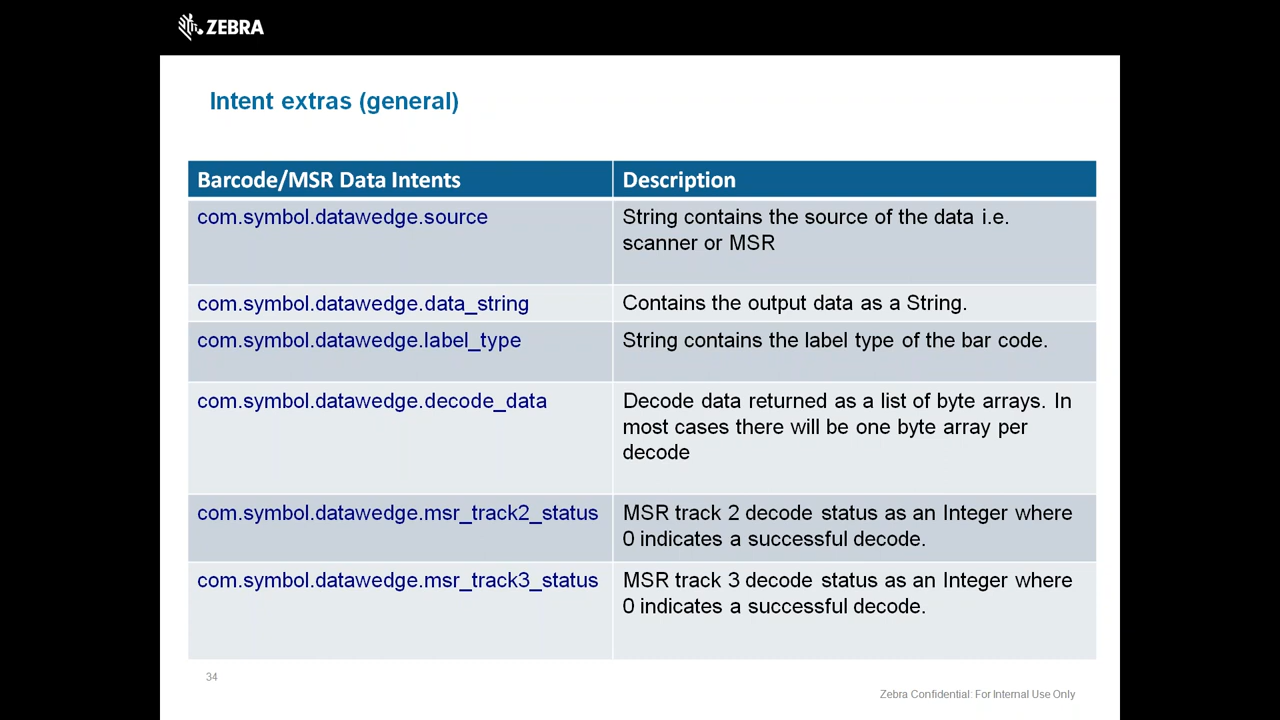 ZEBRA
Intent extras (general)
Barcode/MSR Data Intents
Description
com.symbol.datawedge.source
String contains the source of the data i.e.
scanner or MSR
com.symbol.datawedge.data_string
Contains the output data as a String.
com.symbol.datawedge.label_type
String contains the label type of the bar code.
com.symbol.datawedge.decode_data
Decode data returned as a list of byte arrays. In
most cases there will be one byte array per
decode
com.symbol.datawedge.msr_track2_status
MSR track 2 decode status as an Integer where
0 indicates a successful decode.
com.symbol.datawedge.msr_track3_status
MSR track 3 decode status as an Integer where
0 indicates a successful decode.
34
Zebra Confidential: For Internal Use Only